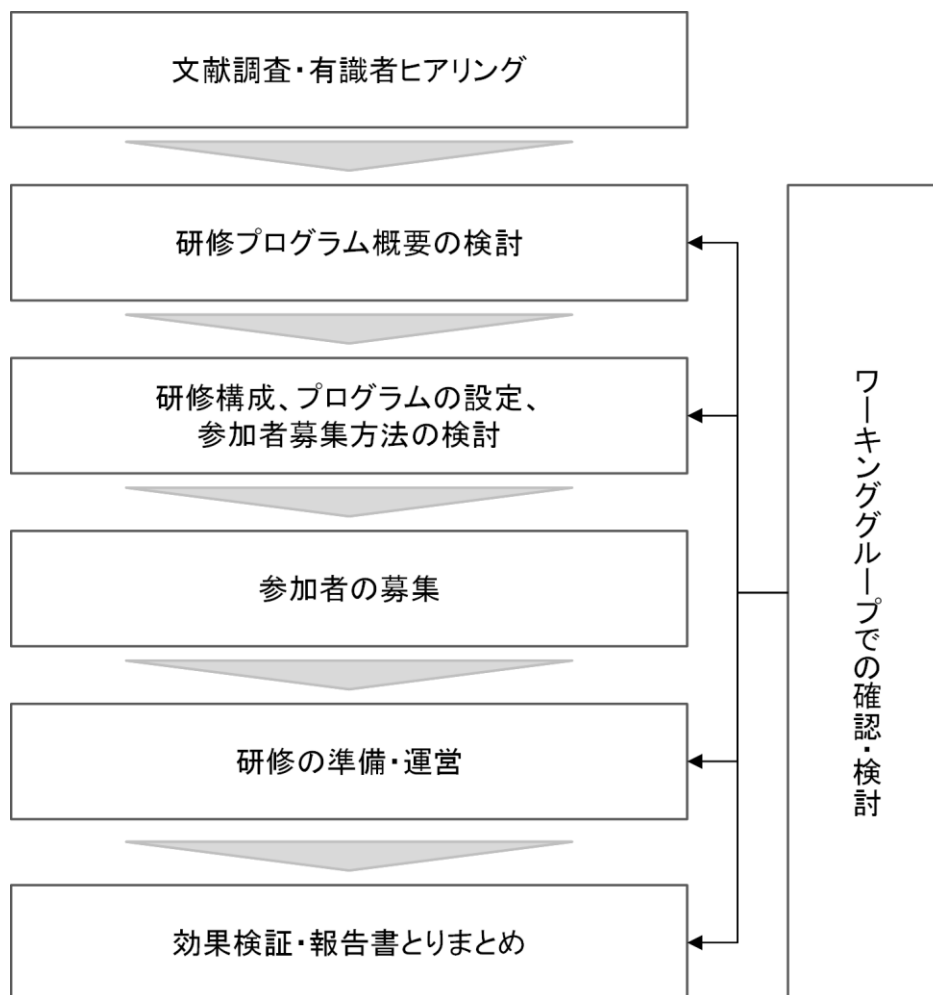 文献調査・有識者ヒアリング
研修プログラム概要の検討
研修構成、プログラムの設定、
参加者募集方法の検討
参加者の募集
研修の準備・運営
効果検証・報告書とりまとめ
ワーキンググループでの確認・検討